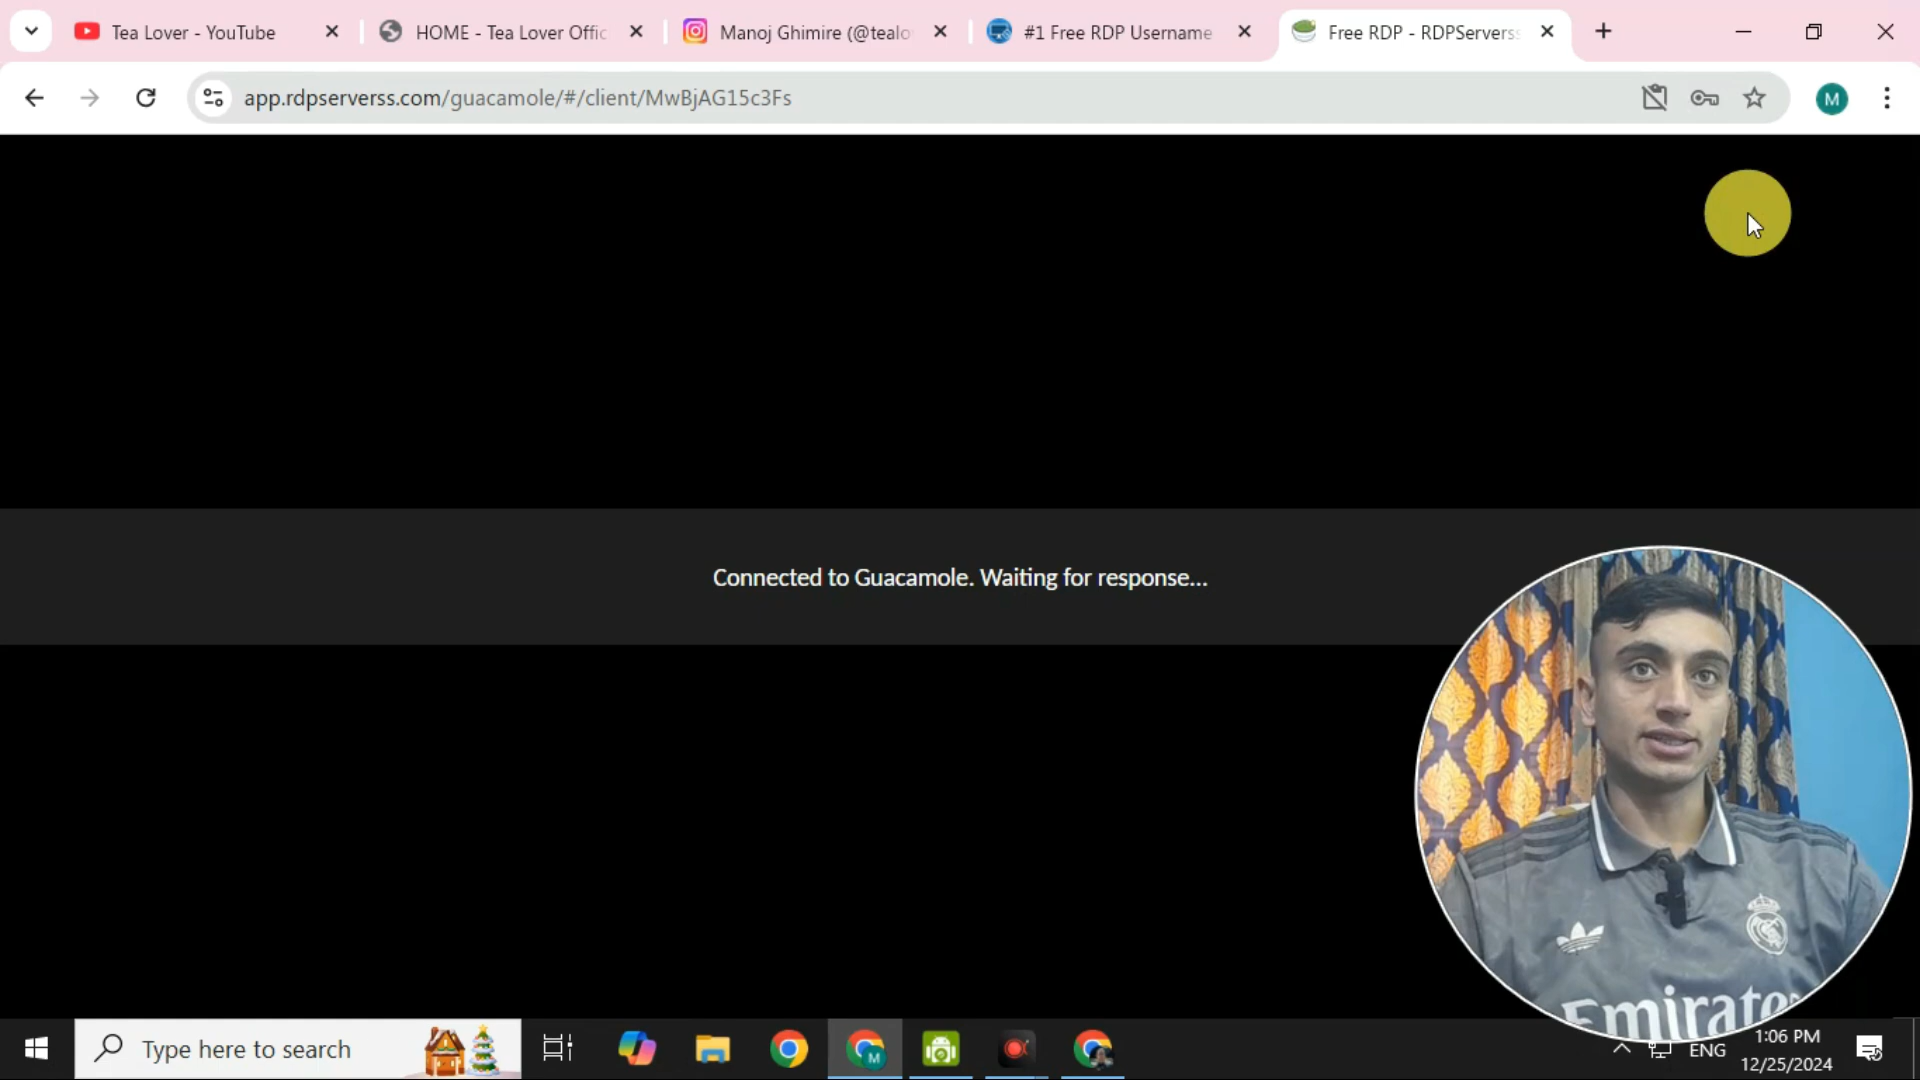 Tea Lover - YouTube
HOME - Tea Lover Offic
Manoj Ghimire (@tealo
#1 Free RDP Username
Free RDP - RDPServerss
app.rdpserverss.com/guacamole/#/client/MwBjAG15c3Fs
M
Connected to Guacamole. Waiting for response...
Emirates
Type here to search
M
ENG
1:06 PM
12/25/2024